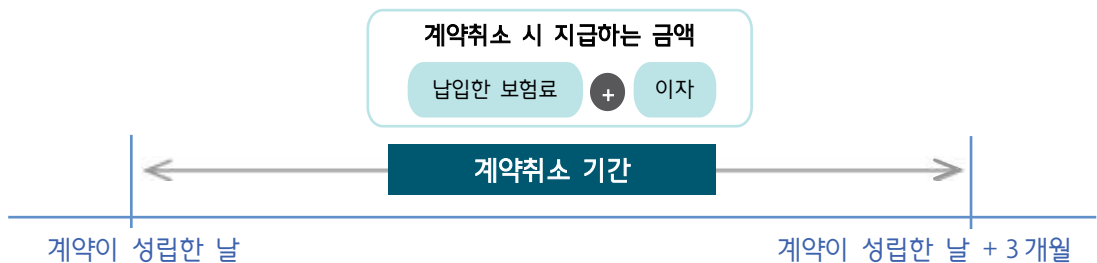 계약취소 시 지급하는 금액
납입한 보험료 + 이자
계약취소 기간
계약이 성립한 날 계약이 성립한 날 + 3개월